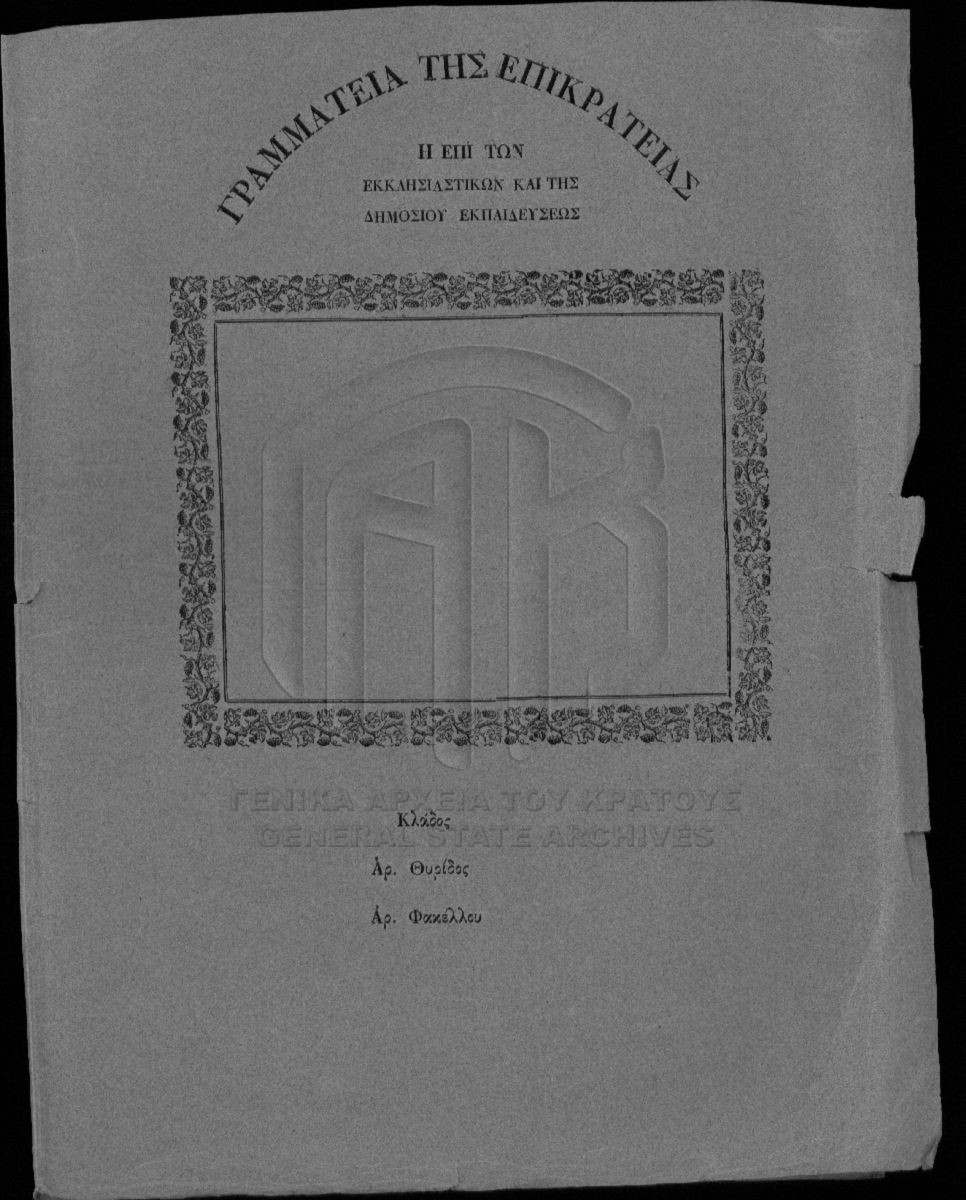 ΓΡΑΜΜΑΤΕΙΑ ΤΗΣ ΕΠΙΚΡΑΤΕΙΑΣ
Η ΕΠΙ ΤΩΝ
ΕΚΚΛΗΣΙΑΣΤΙΚΩΝ ΚΑΙ ΤΗΣ
ΔΗΜΟΣΙΟΥ ΕΚΠΑΙΔΕΥΣΕΩΣ
ΓΕΝΙΚΑ ΑΡΧΕΙΑ ΤΟΥ ΚΡΑΤΟΥΣ
Κλάδος
GENERAL STATE ARCHIVES
Ἀρ. Θυρίδος
Ἀρ. Φακέλλου